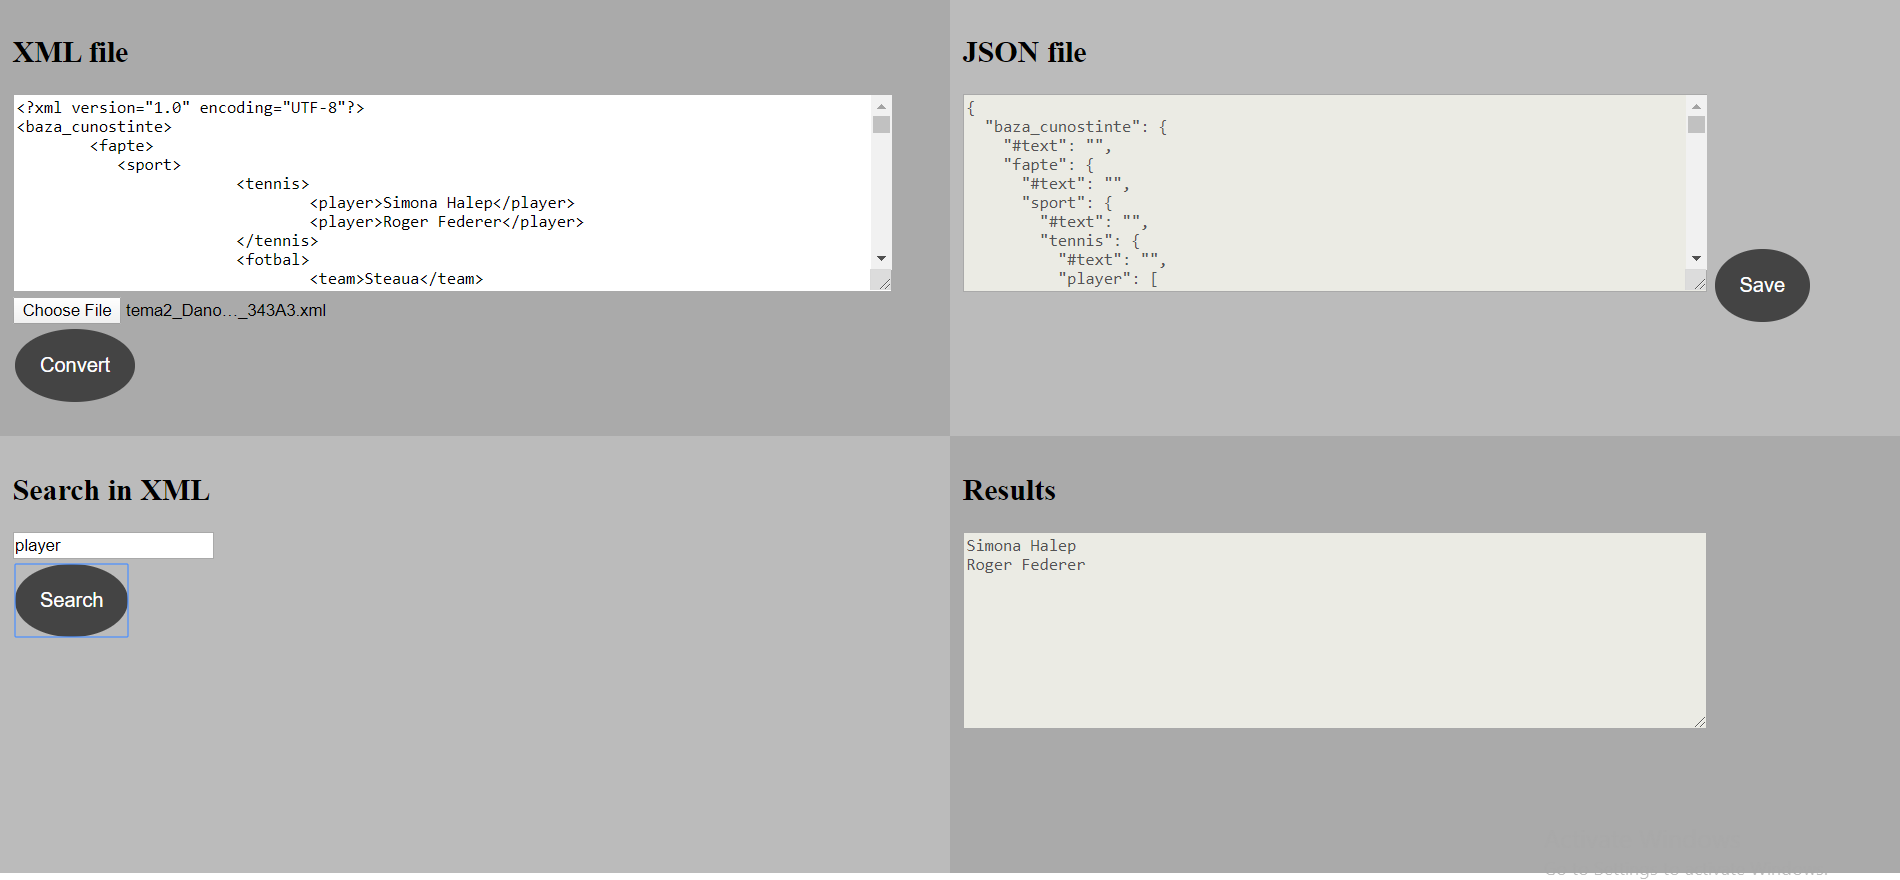 XML file
<?xml version="1.0" encoding="UTF-8"?>
<baza_cunostinte>
<fapte>
<sport>
<tennis>
<player>Simona Halep</player>
<player>Roger Federer</player>
</tennis>
<fotbal>
<team>Steaua</team>
Choose File tema2_Dano..._343A3.xml
Convert
JSON file
{
"baza_cunostinte": {
"#text": "",
"fapte": {
"#text": "",
"sport": {
"#text": "",
"tennis": {
"#text": "",
"player": [
Save
Search in XML
player
Search
Results
Simona Halep
Roger Federer